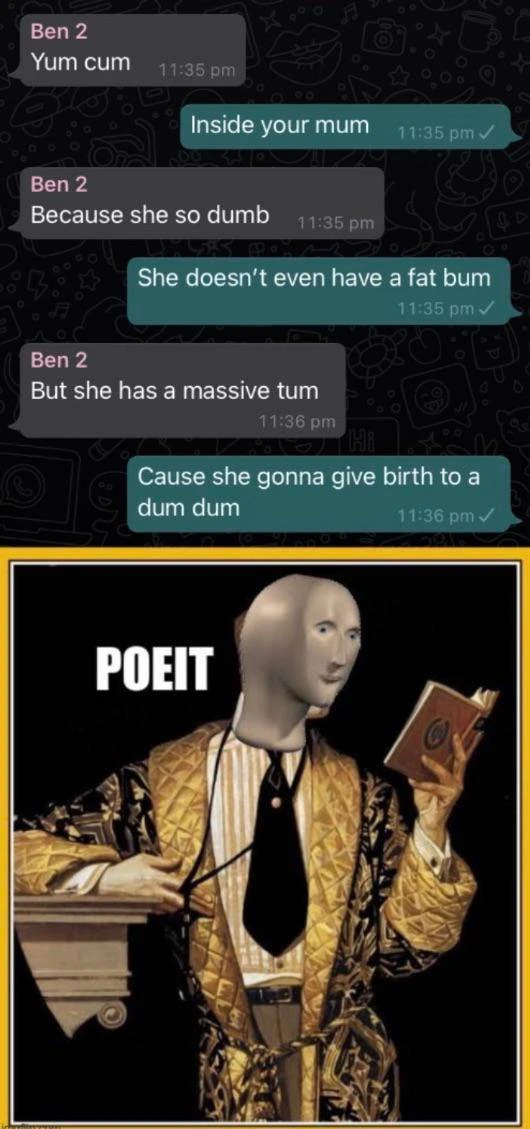 Ben 2
Yum cum 11:35 pm
Inside your mum 11:35 pm
Ben 2
Because she so dumb 11:35 pm
She doesn't even have a fat bum
11:35 pm
Ben 2
But she has a massive tum
11:36 pm
Cause she gonna give birth to a
dum dum 11:36 pm
POEIT
imgflip.com